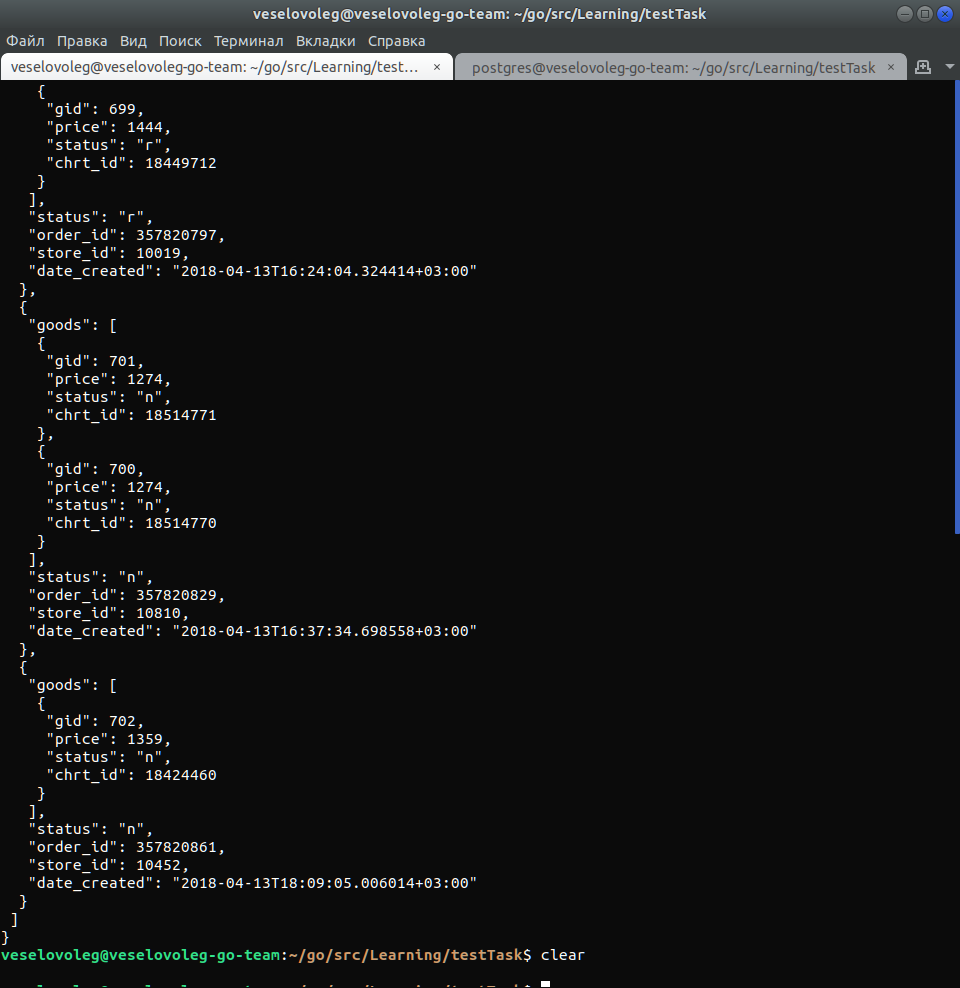 veselovoleg@veselovoleg-go-team: ~/go/src/Learning/testTask
Файл Правка Вид Поиск Терминал Вкладки Справка
veselovoleg@veselovoleg-go-team: ~/go/src/Learning/test... × postgres@veselovoleg-go-team: ~/go/src/Learning/testTask ×
{
"gid": 699,
"price": 1444,
"status": "r",
"chrt_id": 18449712
}
],
"status": "r",
"order_id": 357820797,
"store_id": 10019,
"date_created": "2018-04-13T16:24:04.324414+03:00"
},
{
"goods": [
{
"gid": 701,
"price": 1274,
"status": "n",
"chrt_id": 18514771
},
{
"gid": 700,
"price": 1274,
"status": "n",
"chrt_id": 18514770
}
],
"status": "n",
"order_id": 357820829,
"store_id": 10810,
"date_created": "2018-04-13T16:37:34.698558+03:00"
},
{
"goods": [
{
"gid": 702,
"price": 1359,
"status": "n",
"chrt_id": 18424460
}
],
"status": "n",
"order_id": 357820861,
"store_id": 10452,
"date_created": "2018-04-13T18:09:05.006014+03:00"
}
]
}
veselovoleg@veselovoleg-go-team:~/go/src/Learning/testTask$ clear